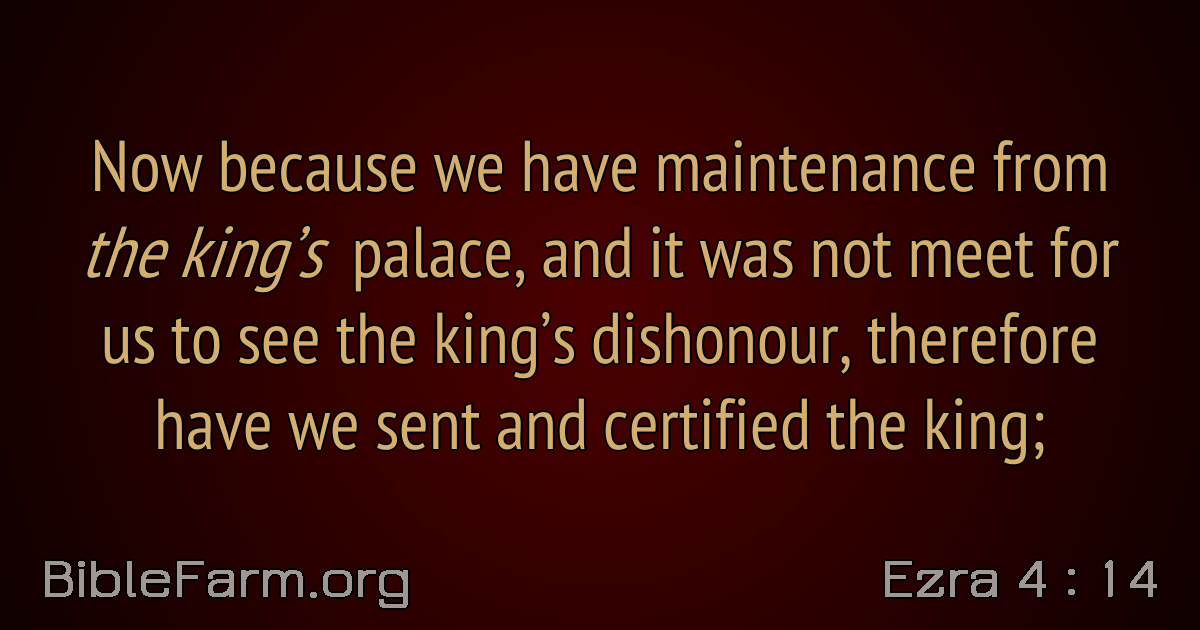 Now because we have maintenance from
the king’s palace, and it was not meet for
us to see the king’s dishonour, therefore
have we sent and certified the king;
BibleFarm.org
Ezra 4 : 14